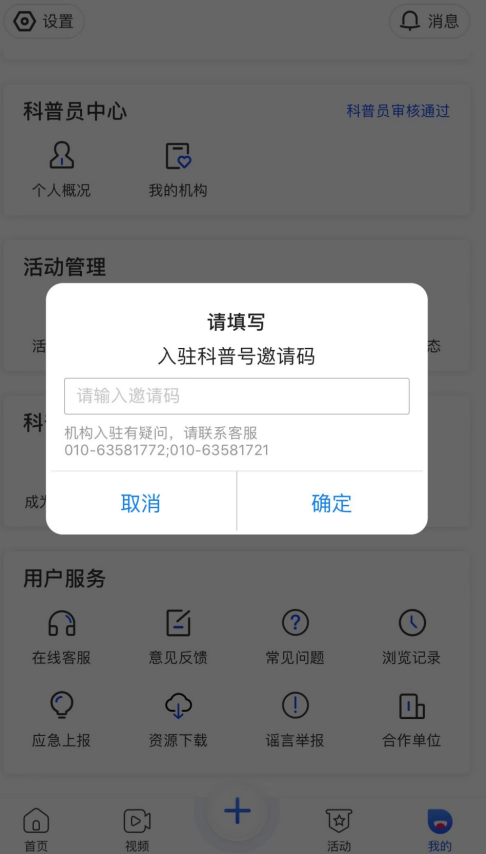 设置
消息
科普员中心
科普员审核通过
个人概况
我的机构
活动管理
请填写
入驻科普号邀请码
请输入邀请码
机构入驻有疑问，请联系客服
010-63581772;010-63581721
取消
确定
活
态
科
成为
用户服务
在线客服
意见反馈
常见问题
浏览记录
应急上报
资源下载
谣言举报
合作单位
首页
视频
活动
我的